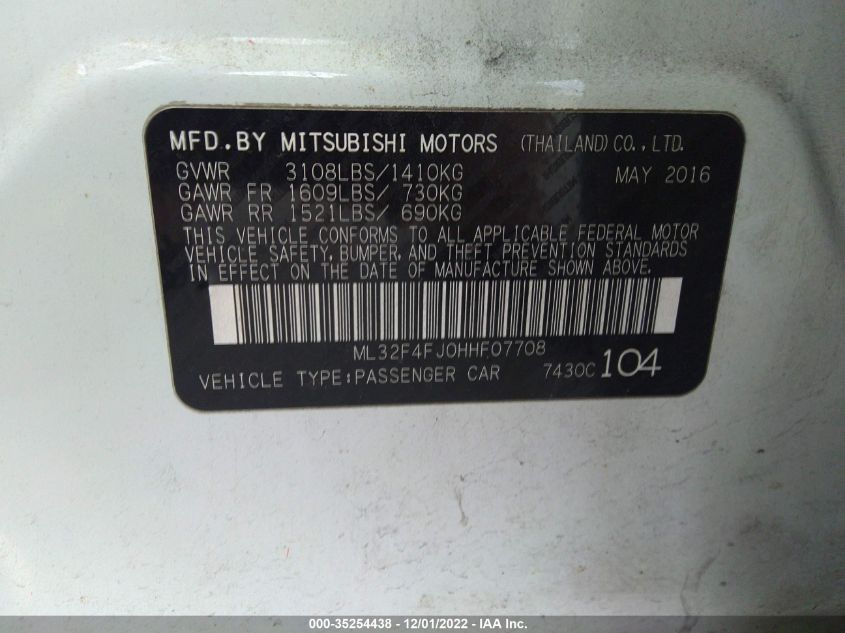 MFD.BY MITSUBISHI MOTORS (THAILAND) CO., LTD.
GVWR 3108LBS/1410KG MAY 2016
GAWR FR 1609LBS/ 730KG
GAWR RR 1521LBS/ 690KG
THIS VEHICLE CONFORMS TO ALL APPLICABLE FEDERAL MOTOR
VEHICLE SAFETY, BUMPER, AND THEFT PREVENTION STANDARDS
IN EFFECT ON THE DATE OF MANUFACTURE SHOWN ABOVE.
ML32F4FJ0HHF07708
VEHICLE TYPE:PASSENGER CAR 7430C 104
000-35254438 - 12/01/2022 - IAA Inc.